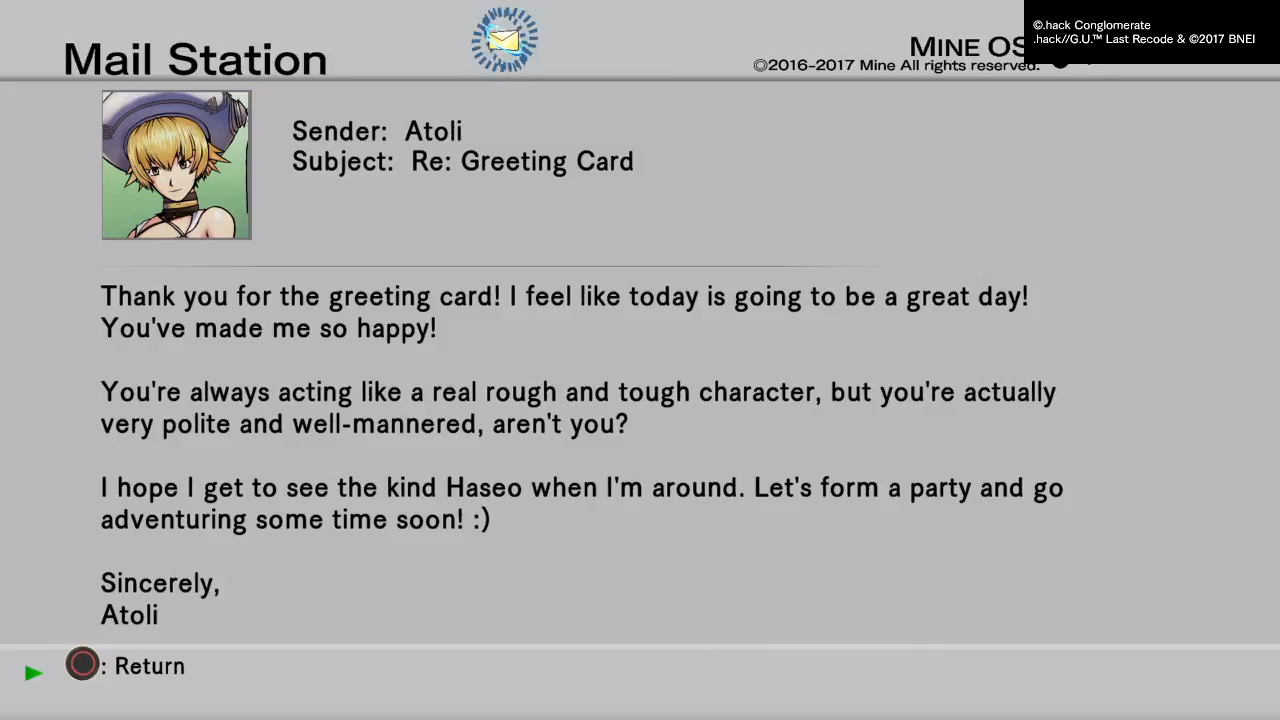 Mail Station
MINE OS
©2016-2017 Mine All rights reserved.
©.hack Conglomerate
.hack//G.U.™ Last Recode & ©2017 BNEI
Sender: Atoli
Subject: Re: Greeting Card
Thank you for the greeting card! I feel like today is going to be a great day!
You've made me so happy!
You're always acting like a real rough and tough character, but you're actually
very polite and well-mannered, aren't you?
I hope I get to see the kind Haseo when I'm around. Let's form a party and go
adventuring some time soon! :)
Sincerely,
Atoli
: Return